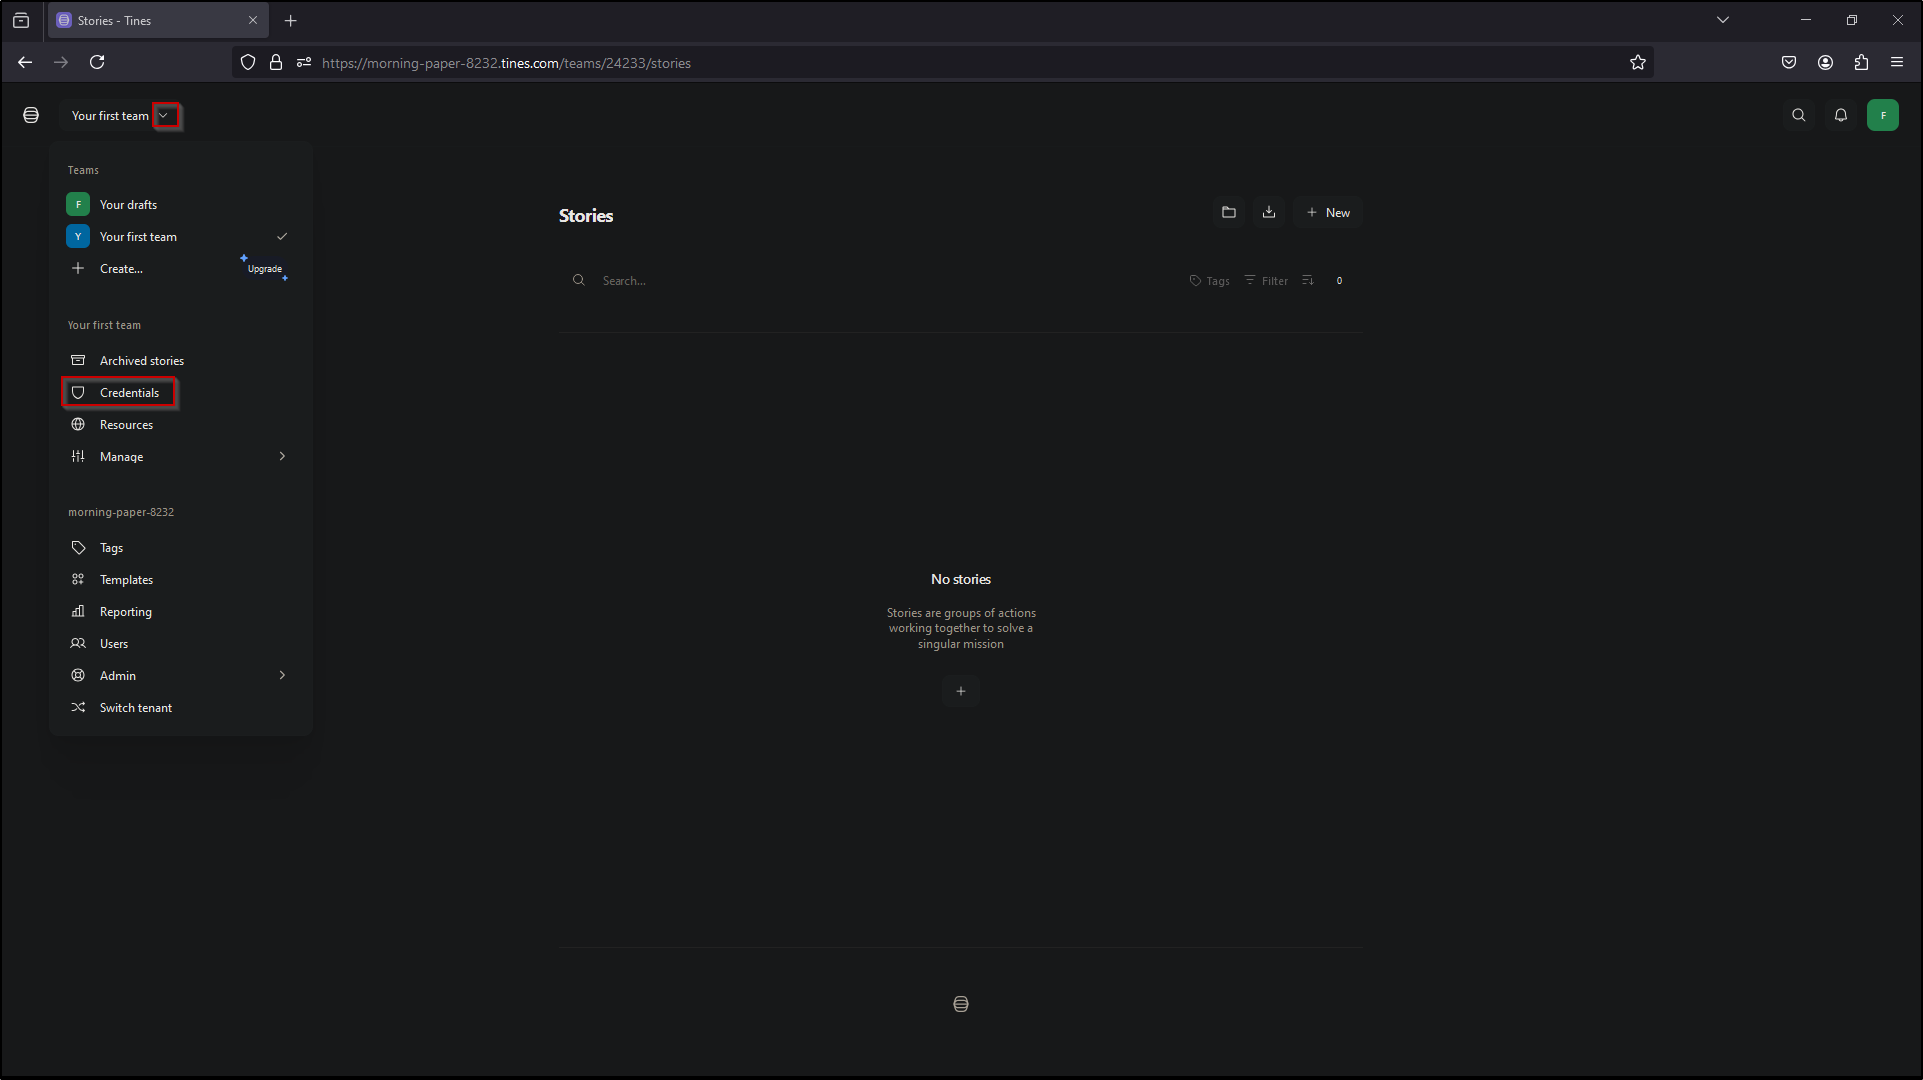 Stories - Tines
https://morning-paper-8232.tines.com/teams/24233/stories
Your first team
F
Teams
F Your drafts
Y Your first team
Create... Upgrade
Your first team
Archived stories
Credentials
Resources
Manage
morning-paper-8232
Tags
Templates
Reporting
Users
Admin
Switch tenant
Stories
New
Search... Tags Filter 0
No stories
Stories are groups of actions
working together to solve a
singular mission